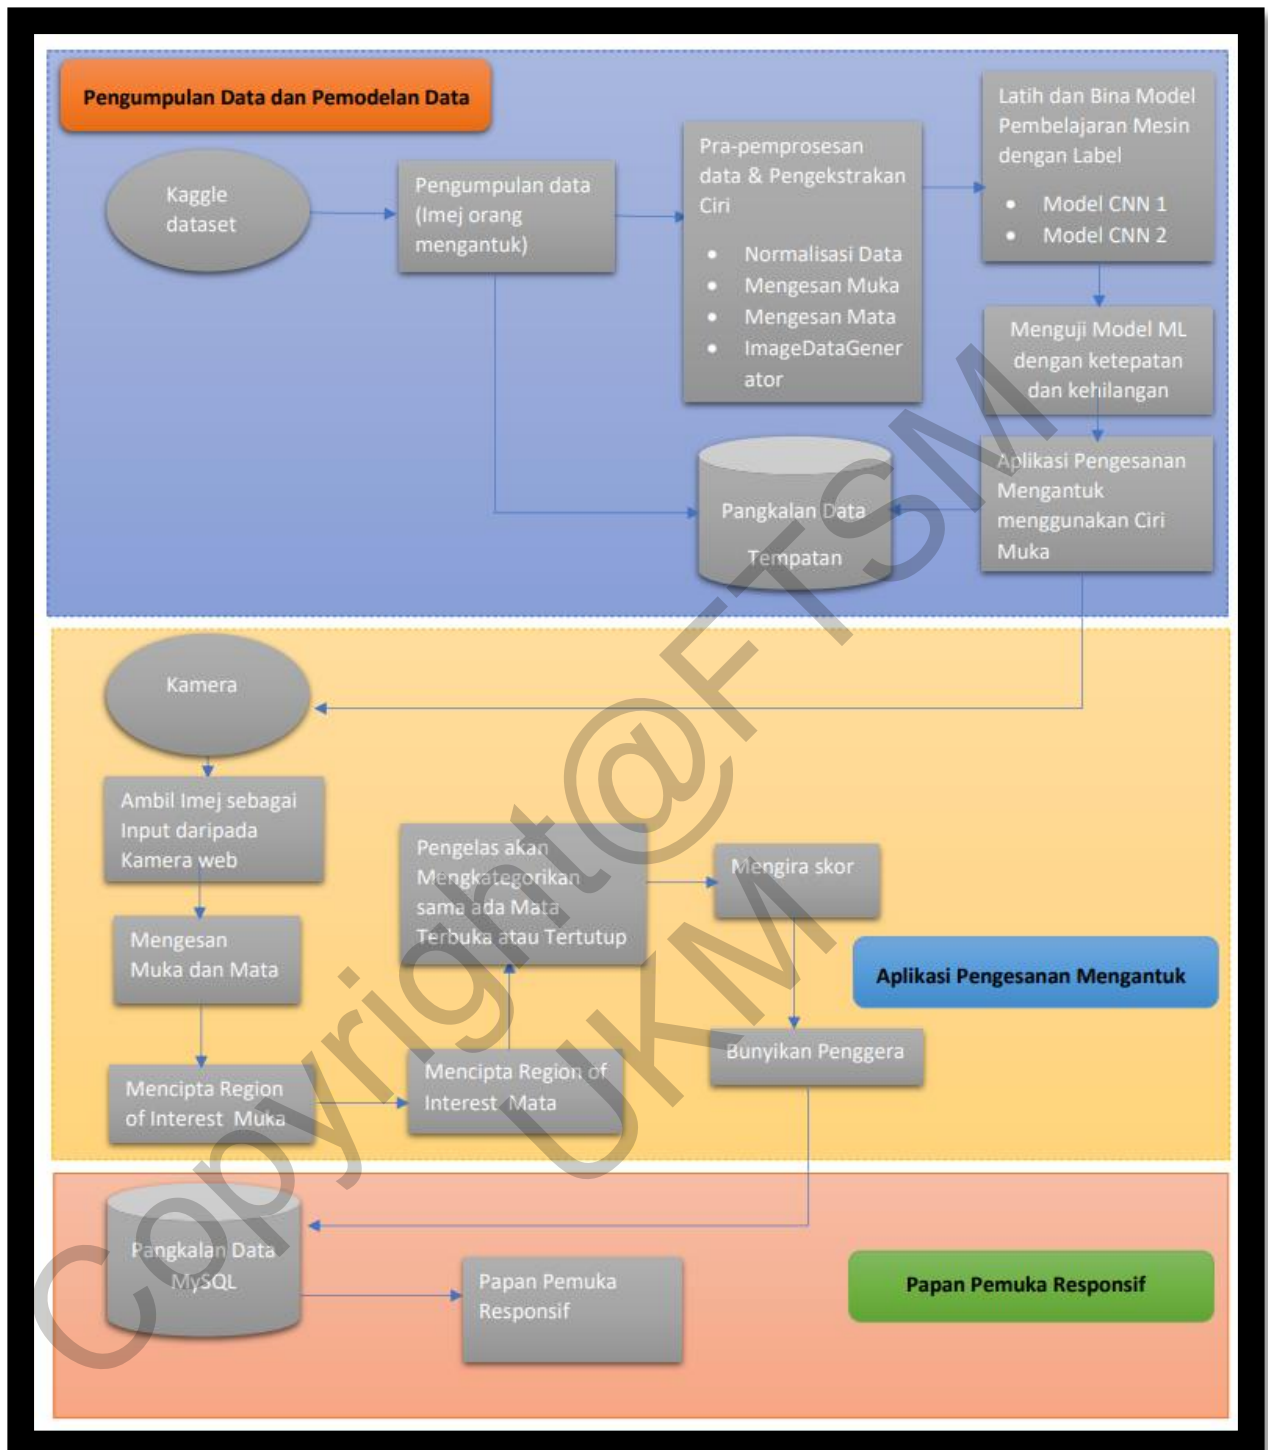 Pengumpulan Data dan Pemodelan Data
Kaggle
dataset
Pengumpulan data
(Imej orang
mengantuk)
Pra-pemprosesan
data & Pengekstrakan
Ciri
• Normalisasi Data
• Mengesan Muka
• Mengesan Mata
• ImageDataGener
ator
Latih dan Bina Model
Pembelajaran Mesin
dengan Label
• Model CNN 1
• Model CNN 2
Menguji Model ML
dengan ketepatan
dan kehilangan
Aplikasi Pengesanan
Mengantuk
menggunakan Ciri
Muka
Pangkalan Data
Tempatan
Kamera
Ambil Imej sebagai
Input daripada
Kamera web
Mengesan
Muka dan Mata
Mencipta Region
of Interest Muka
Mencipta Region of
Interest Mata
Pengelas akan
Mengkategorikan
sama ada Mata
Terbuka atau Tertutup
Mengira skor
Bunyikan Penggera
Aplikasi Pengesanan Mengantuk
Pangkalan Data
MySQL
Papan Pemuka
Responsif
Papan Pemuka Responsif
Copyright@FTSM
UKM